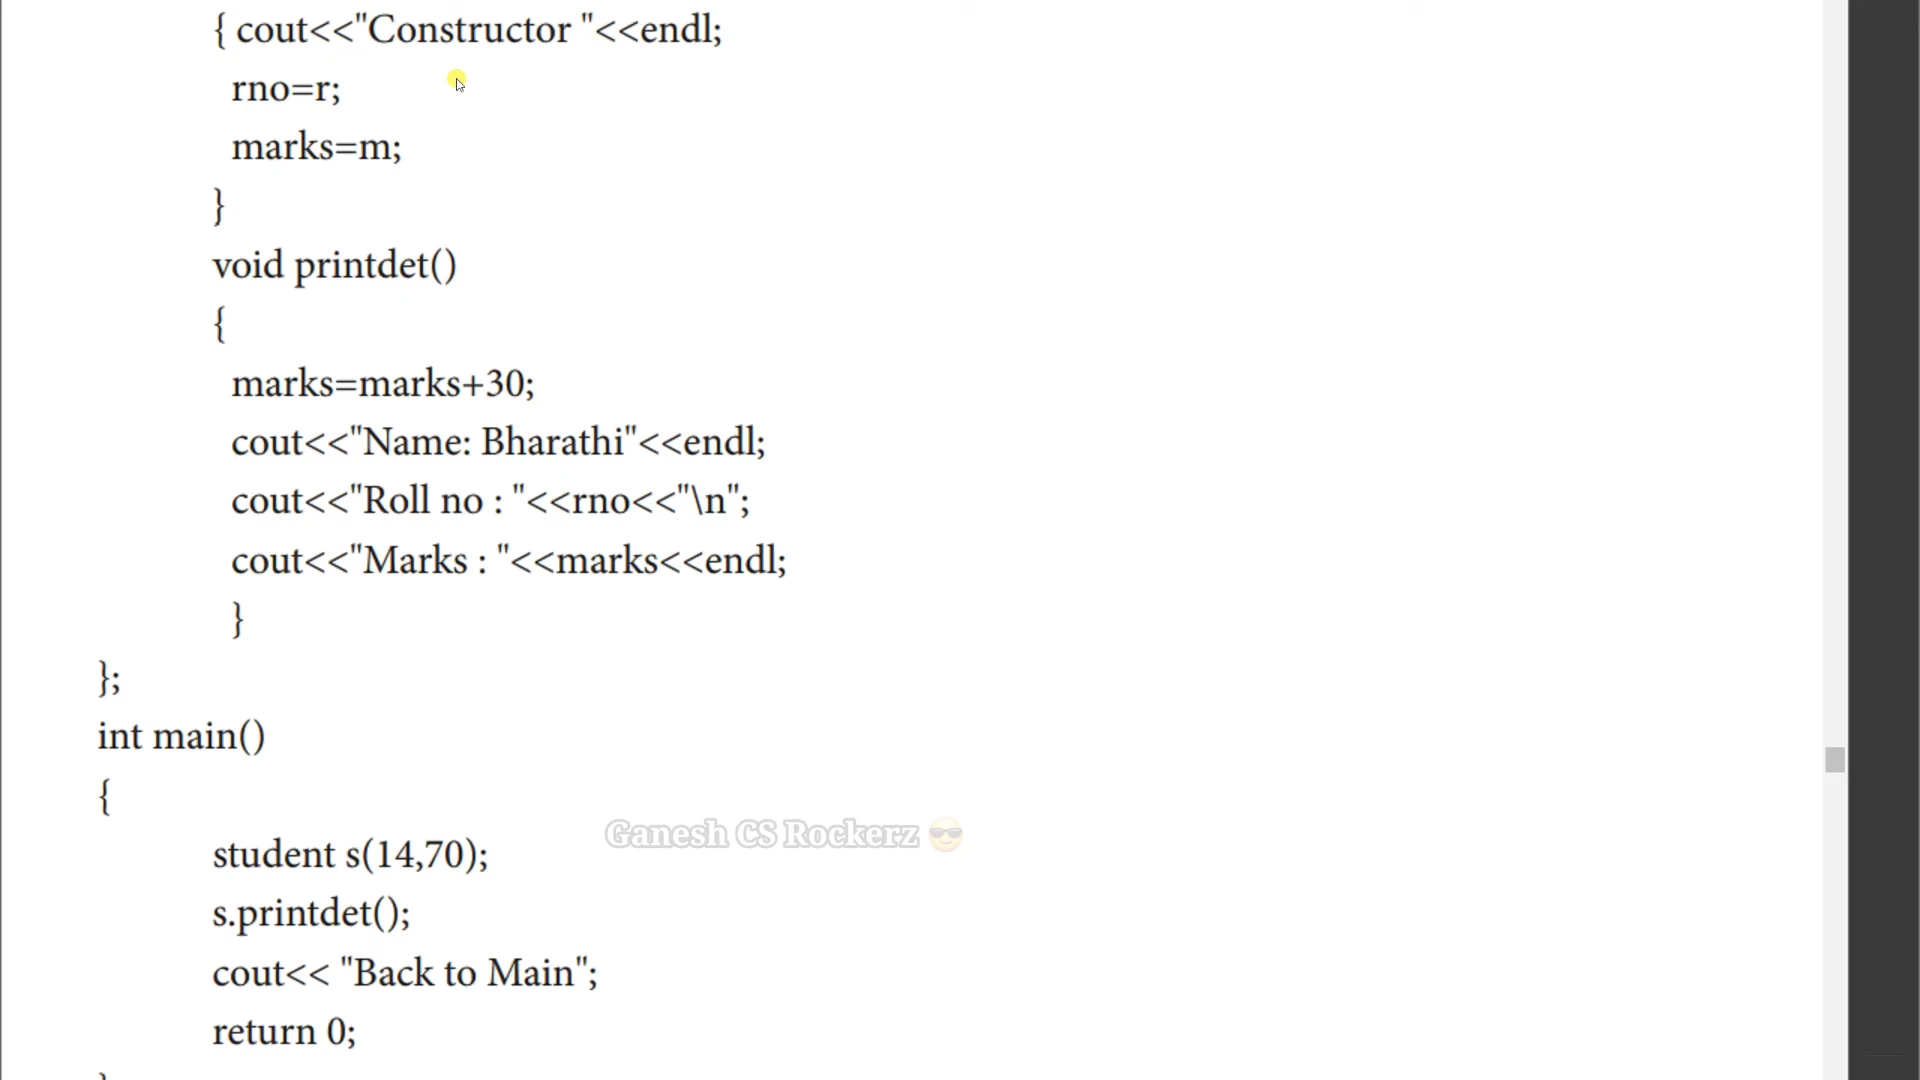 { cout<<"Constructor "<<endl;
rno=r;
marks=m;
}
void printdet()
{
marks=marks+30;
cout<<"Name: Bharathi"<<endl;
cout<<"Roll no : "<<rno<<"\n";
cout<<"Marks : "<<marks<<endl;
}
};
int main()
{
student s(14,70);
s.printdet();
cout<< "Back to Main";
return 0;
}
Ganesh CS Rockerz 😎